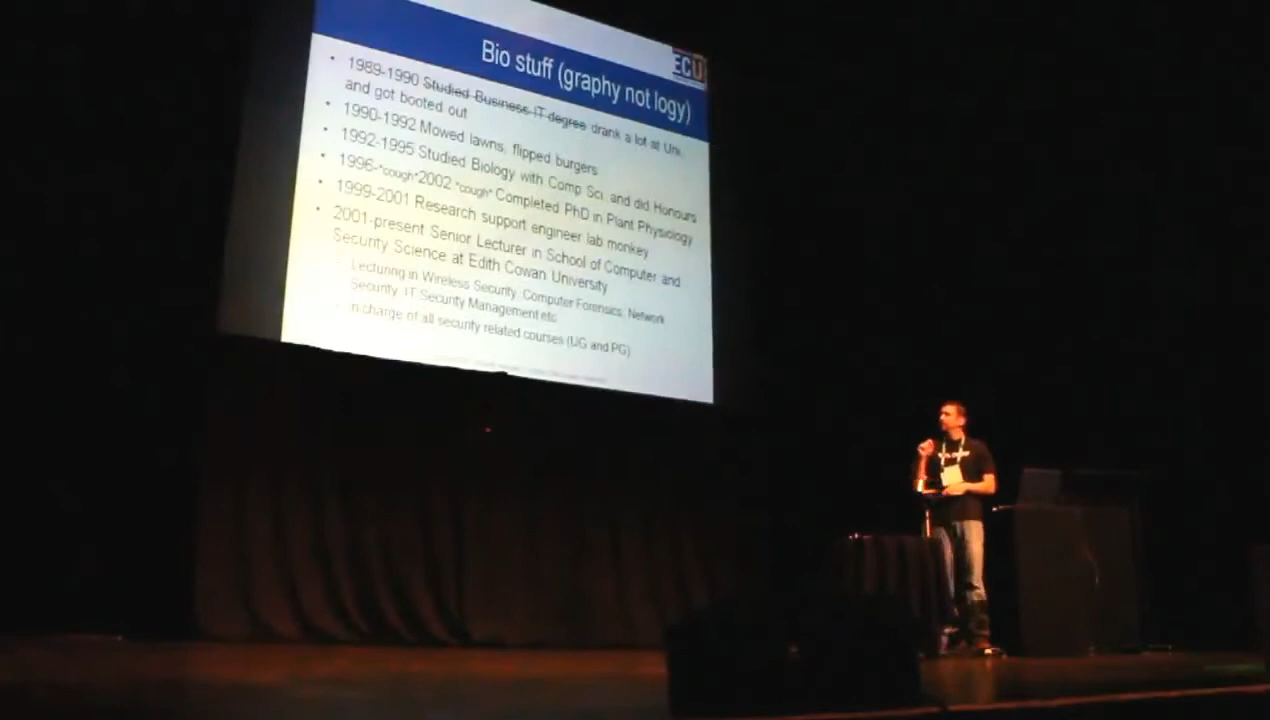 Bio stuff (graphy not logy)
ECU
• 1989-1990 Studied Business IT degree drank a lot at Uni,
and got booted out
• 1990-1992 Mowed lawns, flipped burgers
• 1992-1995 Studied Biology with Comp Sci. and did Honours
• 1996-*cough*2002 *cough* Completed PhD in Plant Physiology
• 1999-2001 Research support engineer lab monkey
• 2001-present Senior Lecturer in School of Computer and
Security Science at Edith Cowan University
Lecturing in Wireless Security, Computer Forensics, Network
Security, IT Security Management etc
In charge of all security related courses (UG and PG)